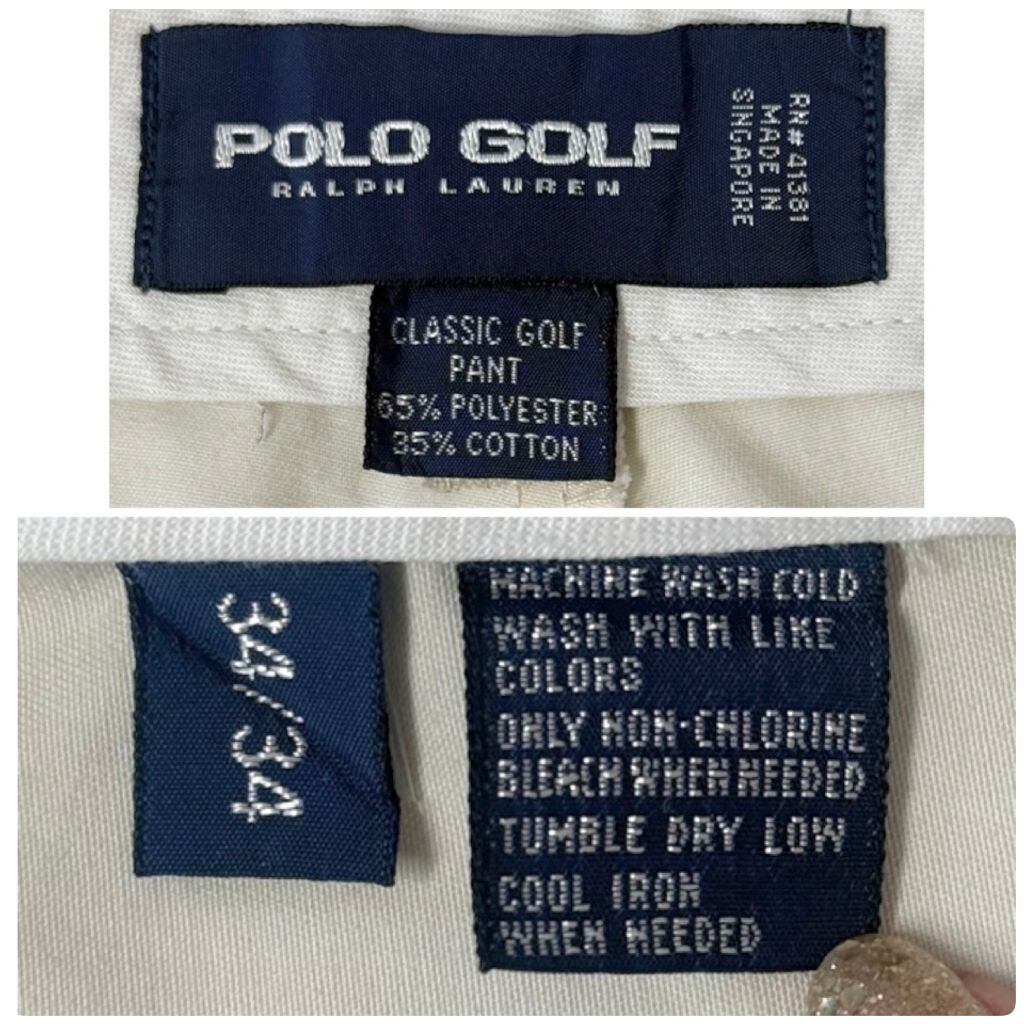 POLO GOLF
RALPH LAUREN
RN# 41381
MADE IN
SINGAPORE
CLASSIC GOLF
PANT
65% POLYESTER
35% COTTON
34/34
MACHINE WASH COLD
WASH WITH LIKE
COLORS
ONLY NON-CHLORINE
BLEACH WHEN NEEDED
TUMBLE DRY LOW
COOL IRON
WHEN NEEDED